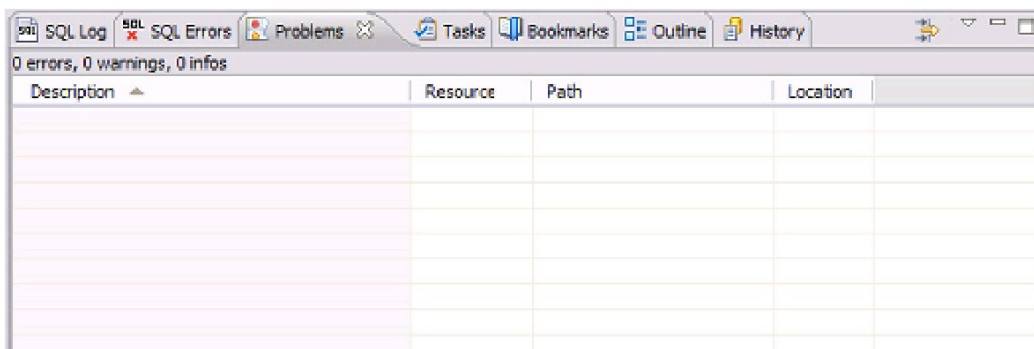 SQL Log SQL SQL Errors Problems Tasks Bookmarks Outline History
0 errors, 0 warnings, 0 infos
Description Resource Path Location